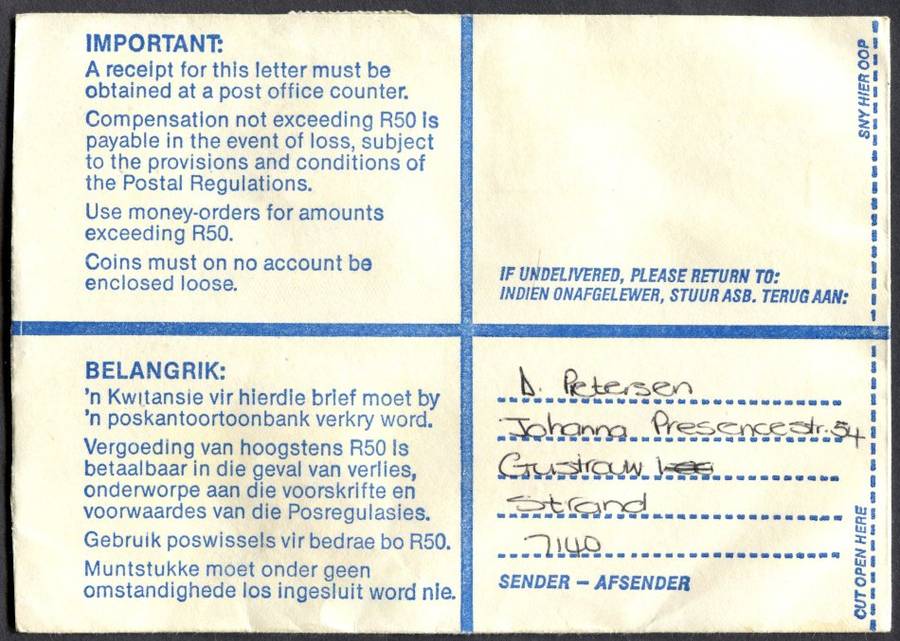 IMPORTANT:
A receipt for this letter must be
obtained at a post office counter.
Compensation not exceeding R50 is
payable in the event of loss, subject
to the provisions and conditions of
the Postal Regulations.
Use money-orders for amounts
exceeding R50.
Coins must on no account be
enclosed loose.
BELANGRIK:
'n Kwitansie vir hierdie brief moet by
'n poskantoortoonbank verkry word.
Vergoeding van hoogstens R50 is
betaalbaar in die geval van verlies,
onderworpe aan die voorskrifte en
voorwaardes van die Posregulasies.
Gebruik poswissels vir bedrae bo R50.
Muntstukke moet onder geen
omstandighede los ingesluit word nie.
IF UNDELIVERED, PLEASE RETURN TO:
INDIEN ONAFGELEWER, STUUR ASB. TERUG AAN:
D. Petersen
Johanna Presencestr. 54
Gustrouw
Strand
7140
SENDER – AFSENDER
SNY HIER OOP
CUT OPEN HERE